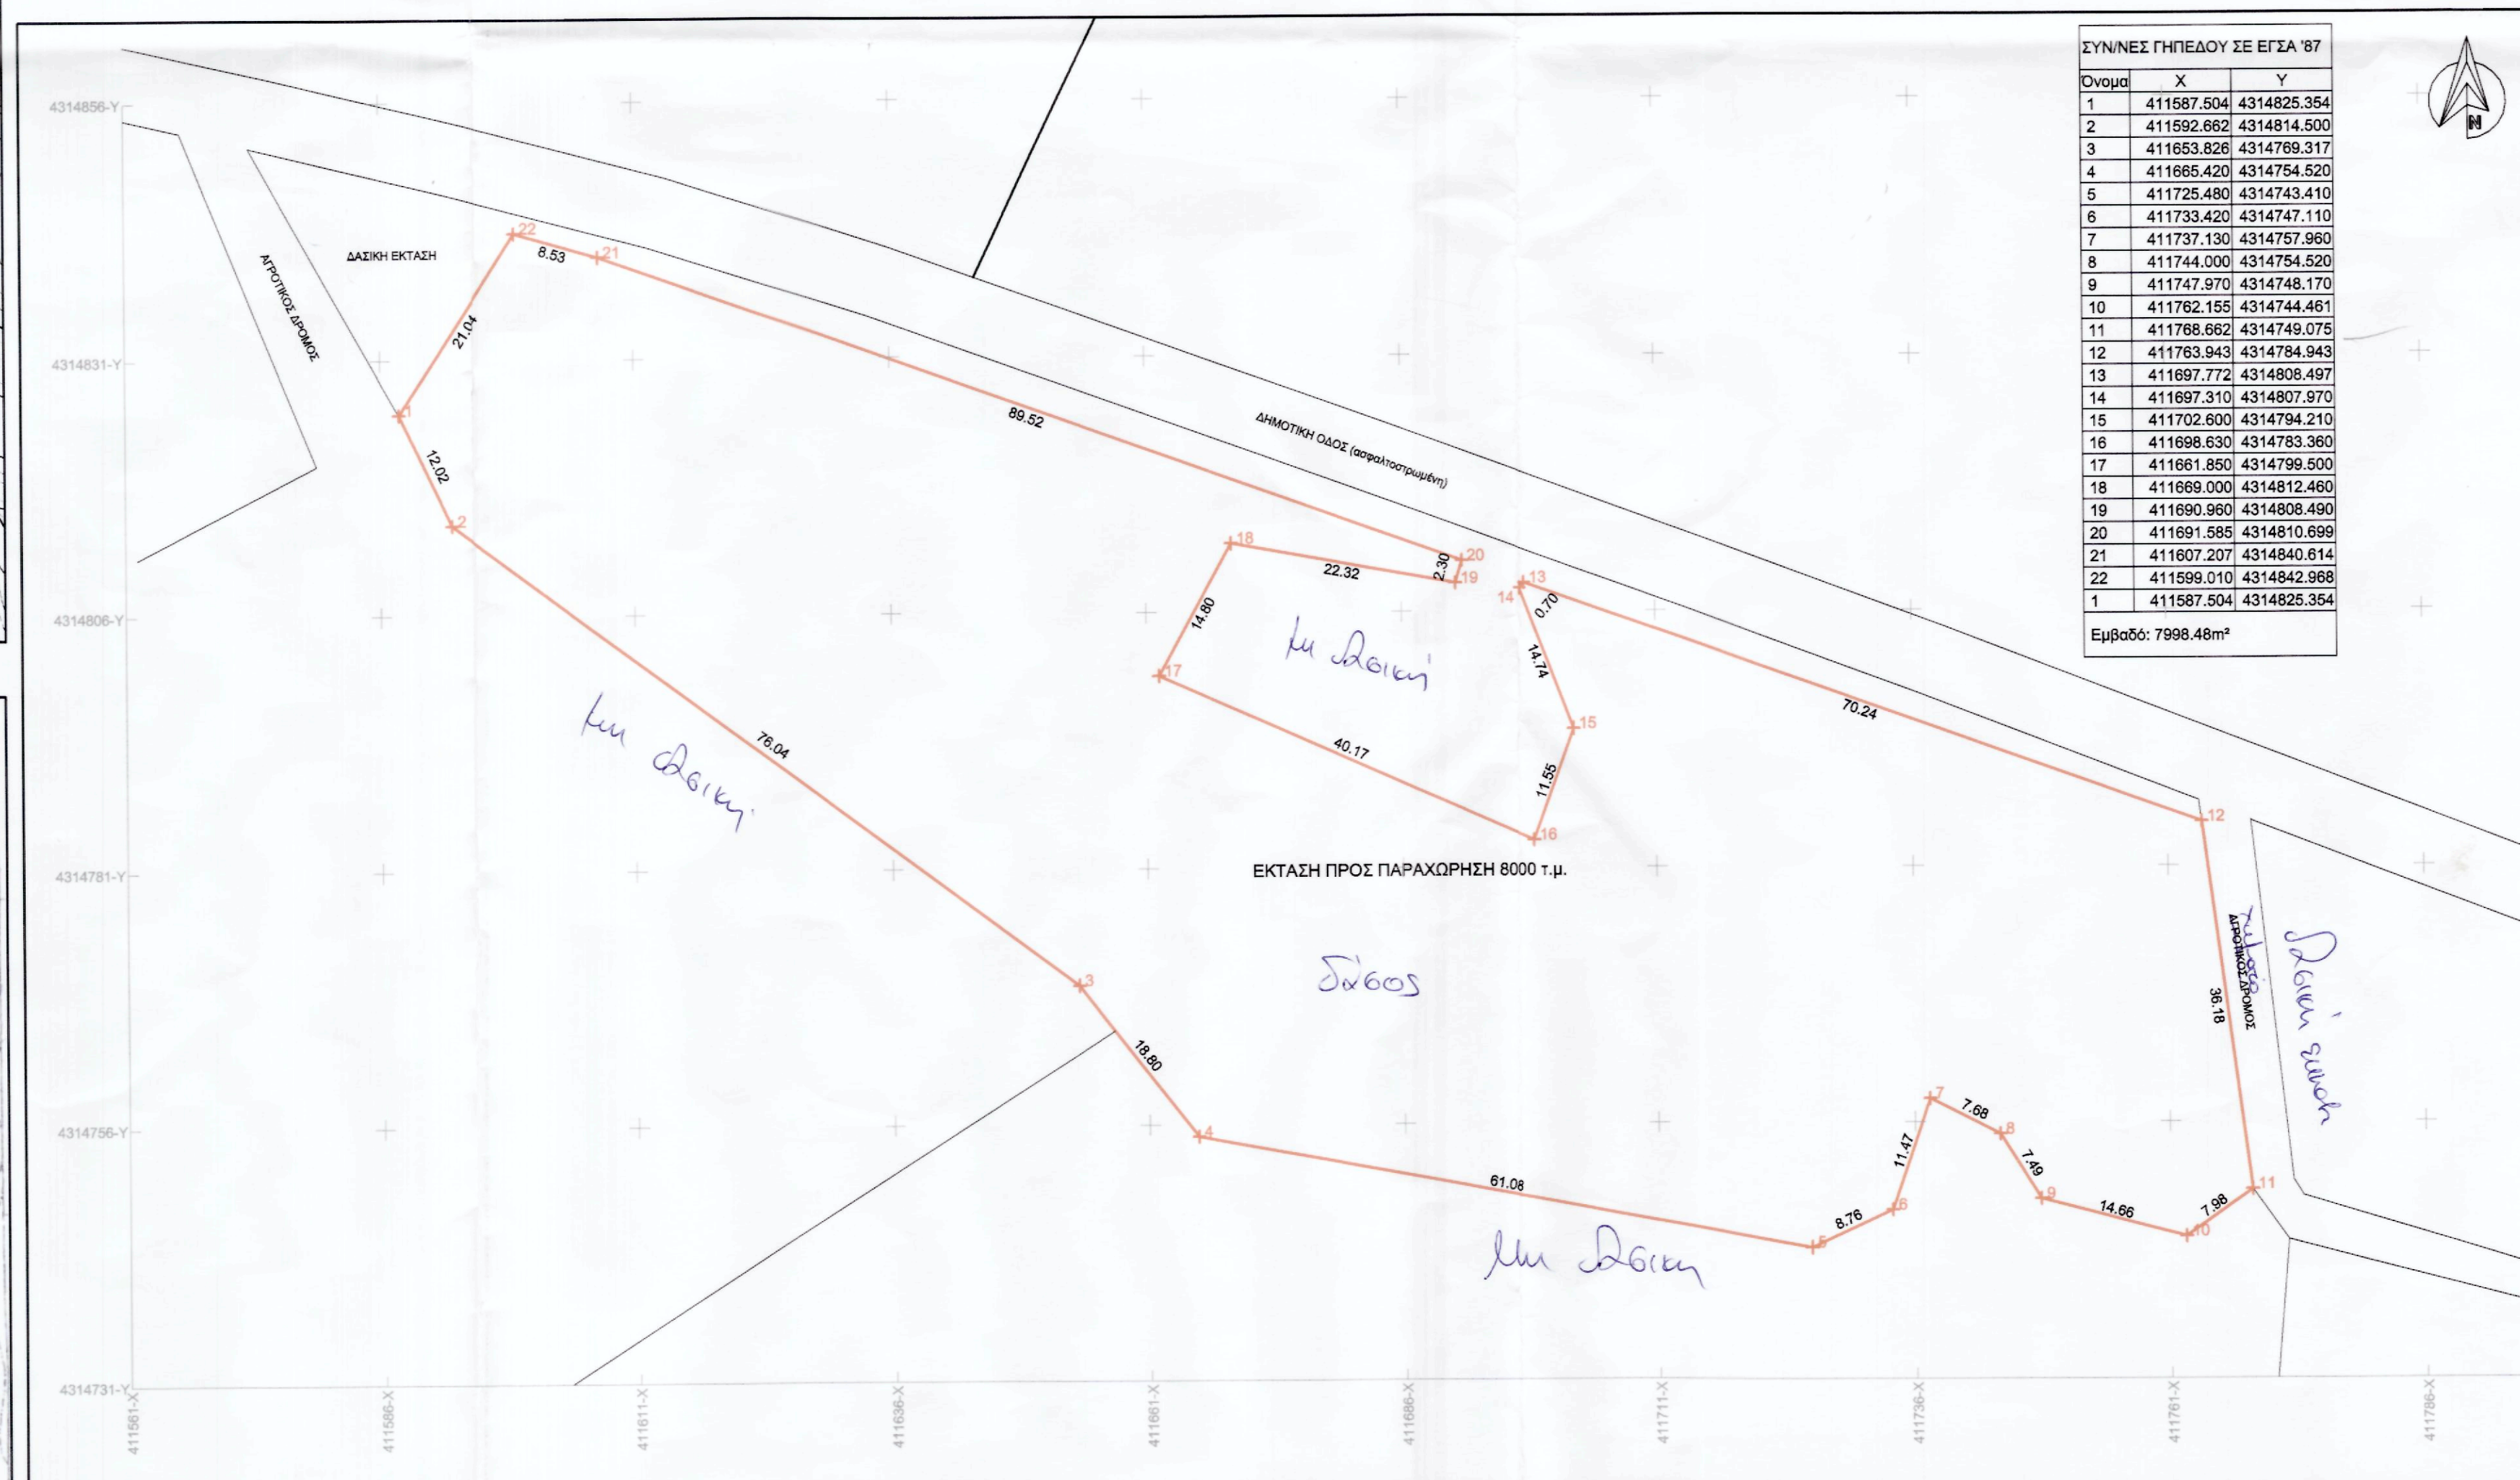 ΣΥΝ/ΝΕΣ ΓΗΠΕΔΟΥ ΣΕ ΕΓΣΑ '87
Όνομα X Y
1 411587.504 4314825.354
2 411592.662 4314814.500
3 411653.826 4314769.317
4 411665.420 4314754.520
5 411725.480 4314743.410
6 411733.420 4314747.110
7 411737.130 4314757.960
8 411744.000 4314754.520
9 411747.970 4314748.170
10 411762.155 4314744.461
11 411768.662 4314749.075
12 411763.943 4314784.943
13 411697.772 4314808.497
14 411697.310 4314807.970
15 411702.600 4314794.210
16 411698.630 4314783.360
17 411661.850 4314799.500
18 411669.000 4314812.460
19 411690.960 4314808.490
20 411691.585 4314810.699
21 411607.207 4314840.614
22 411599.010 4314842.968
1 411587.504 4314825.354
Εμβαδό: 7998.48m²
N
4314856-Y
4314831-Y
4314806-Y
4314781-Y
4314756-Y
4314731-Y
411561-X
411586-X
411611-X
411636-X
411661-X
411686-X
411711-X
411736-X
411761-X
411786-X
ΑΓΡΟΤΙΚΟΣ ΔΡΟΜΟΣ
ΔΑΣΙΚΗ ΕΚΤΑΣΗ
22
8.53
21
21.04
1
12.02
2
89.52
ΔΗΜΟΤΙΚΗ ΟΔΟΣ (ασφαλτοστρωμένη)
18
22.32
2.30
20
19
13
14
0.70
14.80
μη δασική
14.74
17
15
40.17
11.55
16
70.24
12
μη δασική
76.04
ΕΚΤΑΣΗ ΠΡΟΣ ΠΑΡΑΧΩΡΗΣΗ 8000 τ.μ.
δάσος
3
18.80
4
61.08
5
8.76
6
11.47
7
7.68
8
7.49
9
14.66
10
7.98
11
36.18
ΑΓΡΟΤΙΚΟΣ ΔΡΟΜΟΣ
δασική έκταση
μη δασική